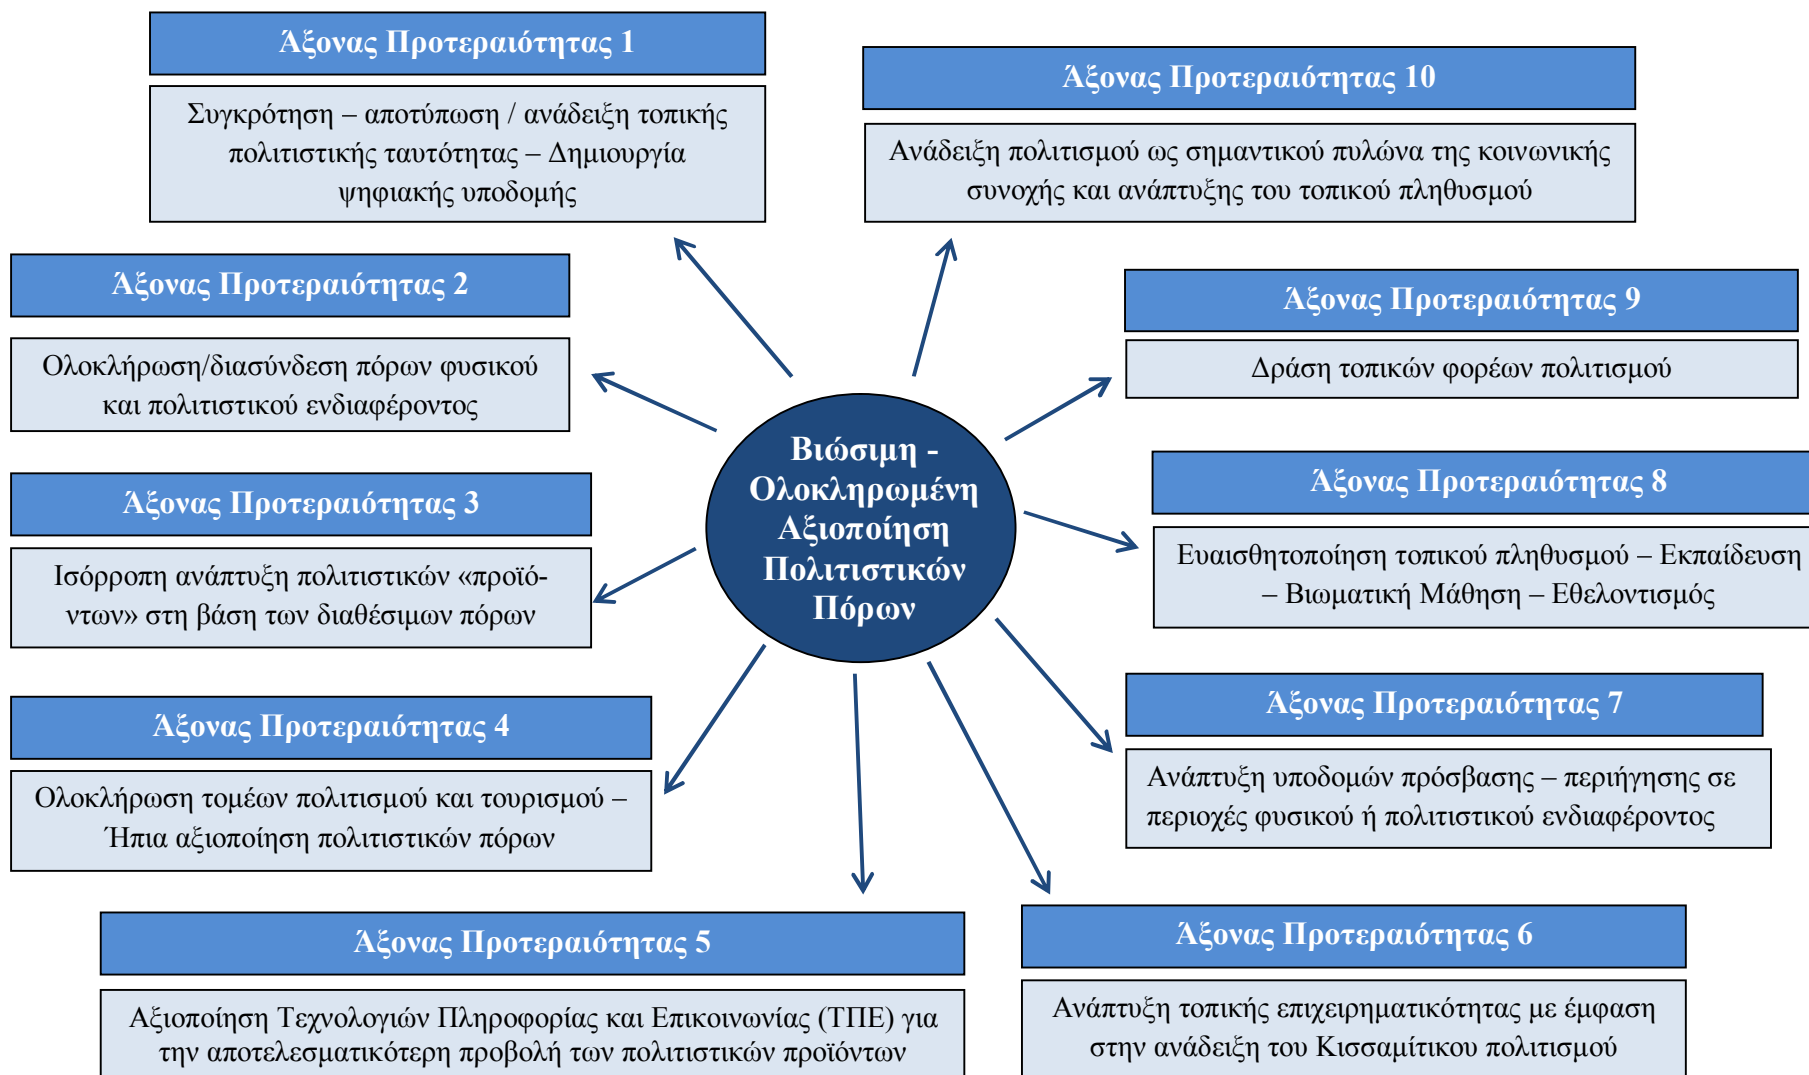 Άξονας Προτεραιότητας 1
Συγκρότηση – αποτύπωση / ανάδειξη τοπικής
πολιτιστικής ταυτότητας – Δημιουργία
ψηφιακής υποδομής
Άξονας Προτεραιότητας 10
Ανάδειξη πολιτισμού ως σημαντικού πυλώνα της κοινωνικής
συνοχής και ανάπτυξης του τοπικού πληθυσμού
Άξονας Προτεραιότητας 2
Ολοκλήρωση/διασύνδεση πόρων φυσικού
και πολιτιστικού ενδιαφέροντος
Άξονας Προτεραιότητας 9
Δράση τοπικών φορέων πολιτισμού
Βιώσιμη -
Ολοκληρωμένη
Αξιοποίηση
Πολιτιστικών
Πόρων
Άξονας Προτεραιότητας 3
Ισόρροπη ανάπτυξη πολιτιστικών «προϊό-
ντων» στη βάση των διαθέσιμων πόρων
Άξονας Προτεραιότητας 8
Ευαισθητοποίηση τοπικού πληθυσμού – Εκπαίδευση
– Βιωματική Μάθηση – Εθελοντισμός
Άξονας Προτεραιότητας 4
Ολοκλήρωση τομέων πολιτισμού και τουρισμού –
Ήπια αξιοποίηση πολιτιστικών πόρων
Άξονας Προτεραιότητας 7
Ανάπτυξη υποδομών πρόσβασης – περιήγησης σε
περιοχές φυσικού ή πολιτιστικού ενδιαφέροντος
Άξονας Προτεραιότητας 5
Αξιοποίηση Τεχνολογιών Πληροφορίας και Επικοινωνίας (ΤΠΕ) για
την αποτελεσματικότερη προβολή των πολιτιστικών προϊόντων
Άξονας Προτεραιότητας 6
Ανάπτυξη τοπικής επιχειρηματικότητας με έμφαση
στην ανάδειξη του Κισσαμίτικου πολιτισμού